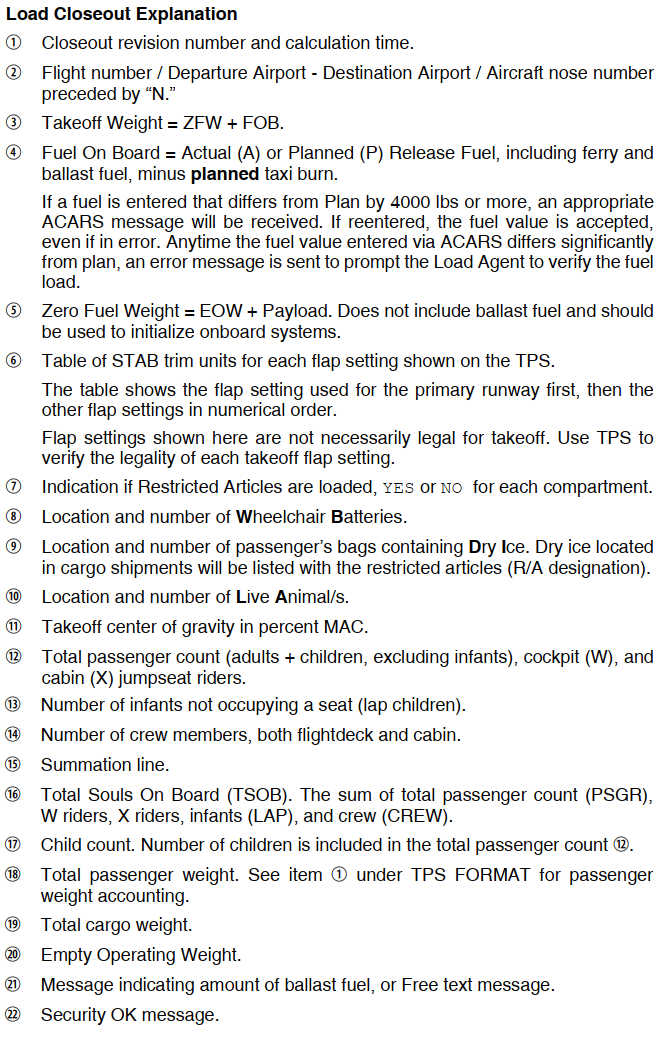 Load Closeout Explanation
① Closeout revision number and calculation time.
② Flight number / Departure Airport - Destination Airport / Aircraft nose number
preceded by “N.”
③ Takeoff Weight = ZFW + FOB.
④ Fuel On Board = Actual (A) or Planned (P) Release Fuel, including ferry and
ballast fuel, minus planned taxi burn.
If a fuel is entered that differs from Plan by 4000 lbs or more, an appropriate
ACARS message will be received. If reentered, the fuel value is accepted,
even if in error. Anytime the fuel value entered via ACARS differs significantly
from plan, an error message is sent to prompt the Load Agent to verify the fuel
load.
⑤ Zero Fuel Weight = EOW + Payload. Does not include ballast fuel and should
be used to initialize onboard systems.
⑥ Table of STAB trim units for each flap setting shown on the TPS.
The table shows the flap setting used for the primary runway first, then the
other flap settings in numerical order.
Flap settings shown here are not necessarily legal for takeoff. Use TPS to
verify the legality of each takeoff flap setting.
⑦ Indication if Restricted Articles are loaded, YES or NO for each compartment.
⑧ Location and number of Wheelchair Batteries.
⑨ Location and number of passenger’s bags containing Dry Ice. Dry ice located
in cargo shipments will be listed with the restricted articles (R/A designation).
⑩ Location and number of Live Animal/s.
⑪ Takeoff center of gravity in percent MAC.
⑫ Total passenger count (adults + children, excluding infants), cockpit (W), and
cabin (X) jumpseat riders.
⑬ Number of infants not occupying a seat (lap children).
⑭ Number of crew members, both flightdeck and cabin.
⑮ Summation line.
⑯ Total Souls On Board (TSOB). The sum of total passenger count (PSGR),
W riders, X riders, infants (LAP), and crew (CREW).
⑰ Child count. Number of children is included in the total passenger count ⑫.
⑱ Total passenger weight. See item ① under TPS FORMAT for passenger
weight accounting.
⑲ Total cargo weight.
⑳ Empty Operating Weight.
㉑ Message indicating amount of ballast fuel, or Free text message.
㉒ Security OK message.